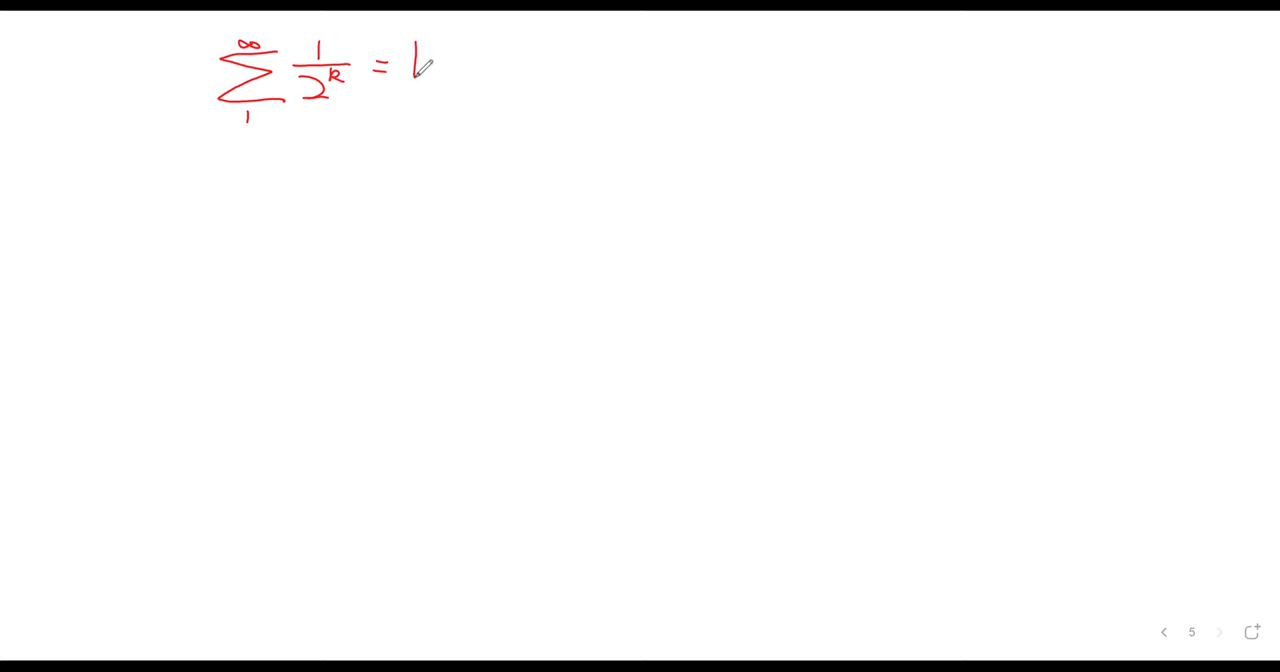 ∞
∑ 1/2^k = 1
1
5